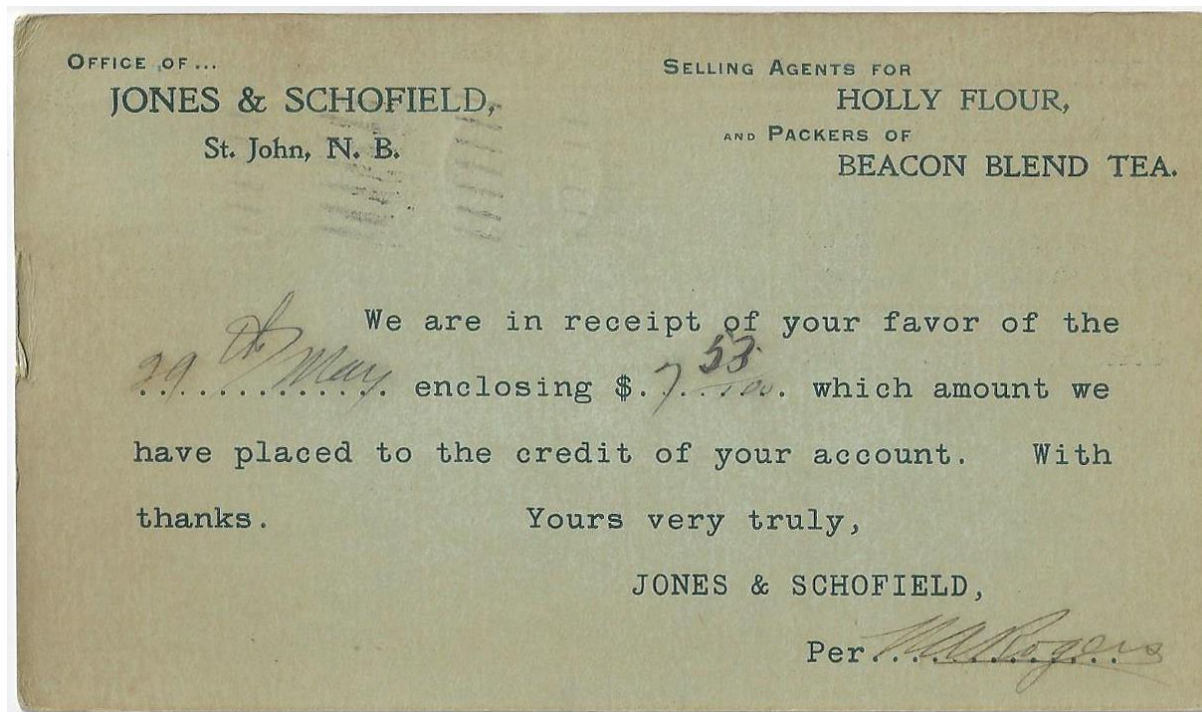 OFFICE OF...
JONES & SCHOFIELD,
St. John, N. B.
SELLING AGENTS FOR
HOLLY FLOUR,
AND PACKERS OF
BEACON BLEND TEA.
We are in receipt of your favor of the
29th May enclosing $.7 53/100. which amount we
have placed to the credit of your account. With
thanks. Yours very truly,
JONES & SCHOFIELD,
Per Rogers